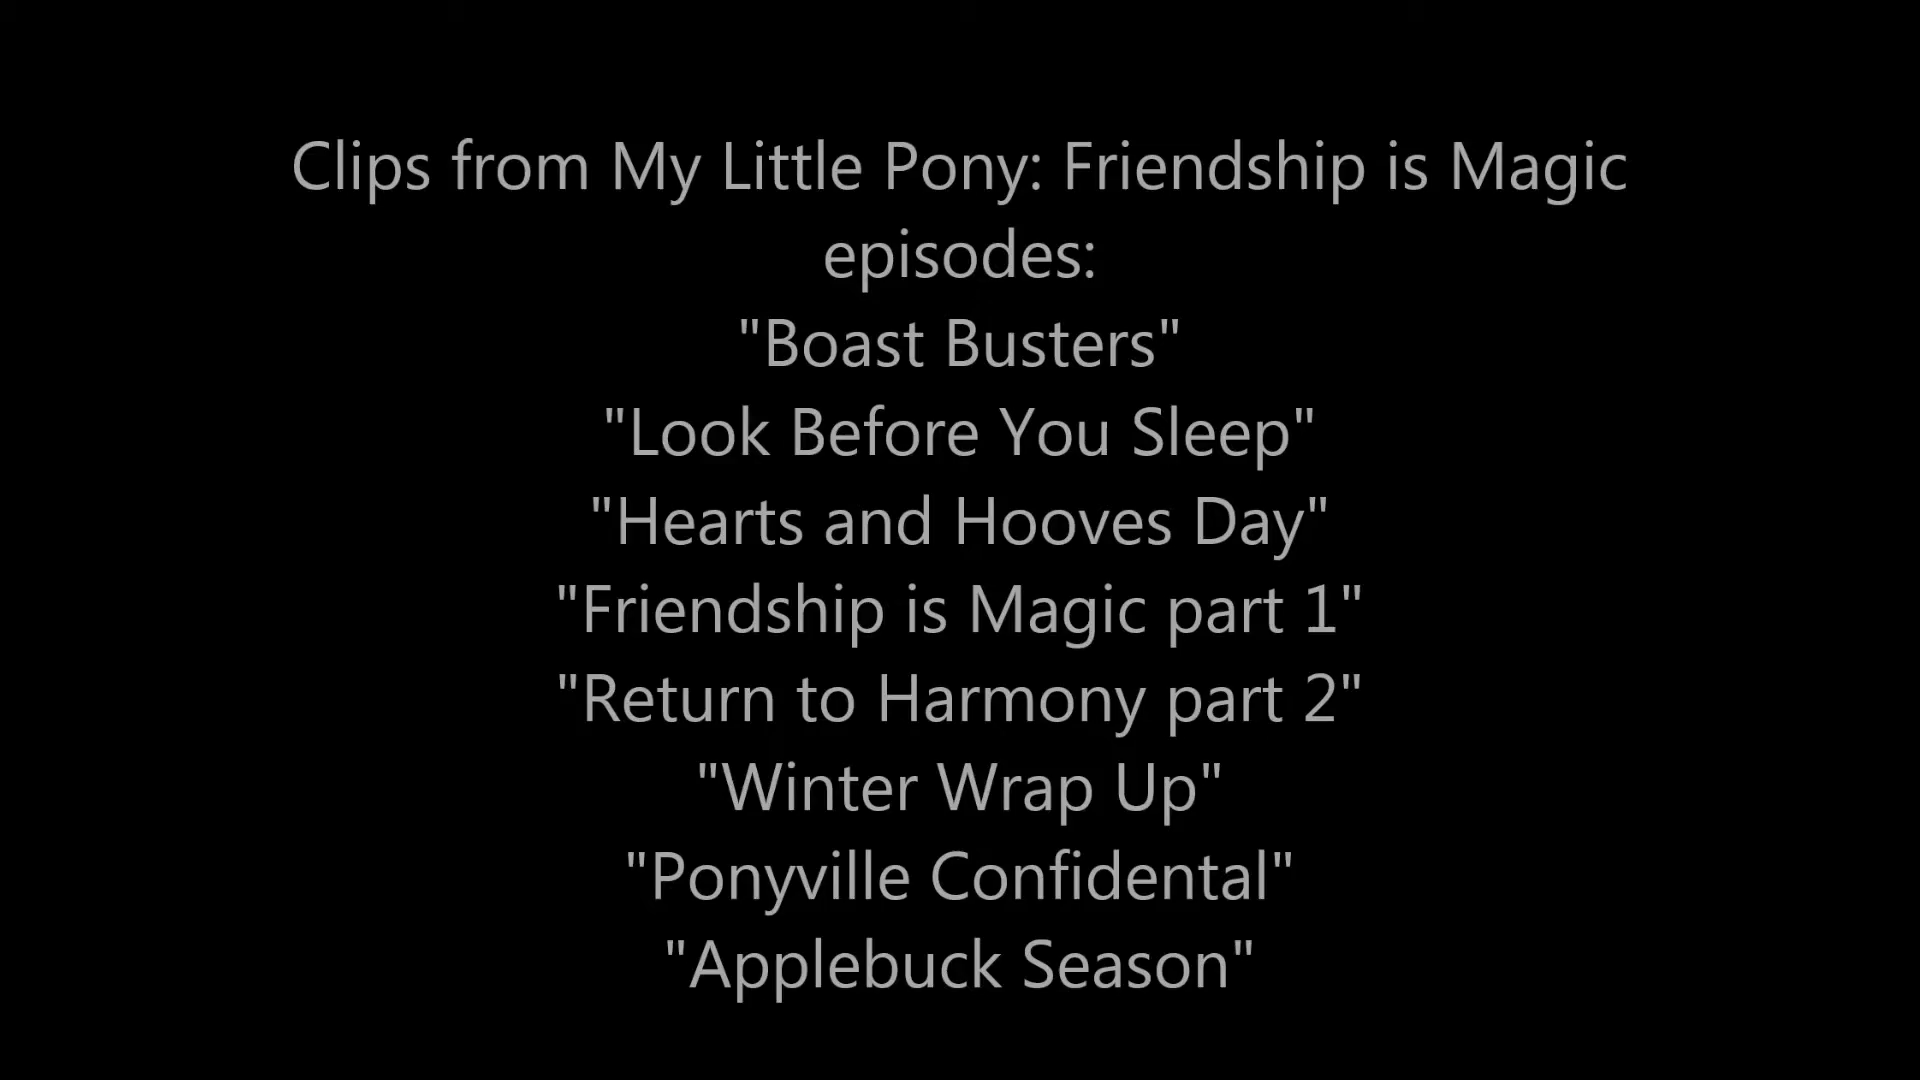 Clips from My Little Pony: Friendship is Magic
episodes:
"Boast Busters"
"Look Before You Sleep"
"Hearts and Hooves Day"
"Friendship is Magic part 1"
"Return to Harmony part 2"
"Winter Wrap Up"
"Ponyville Confidental"
"Applebuck Season"